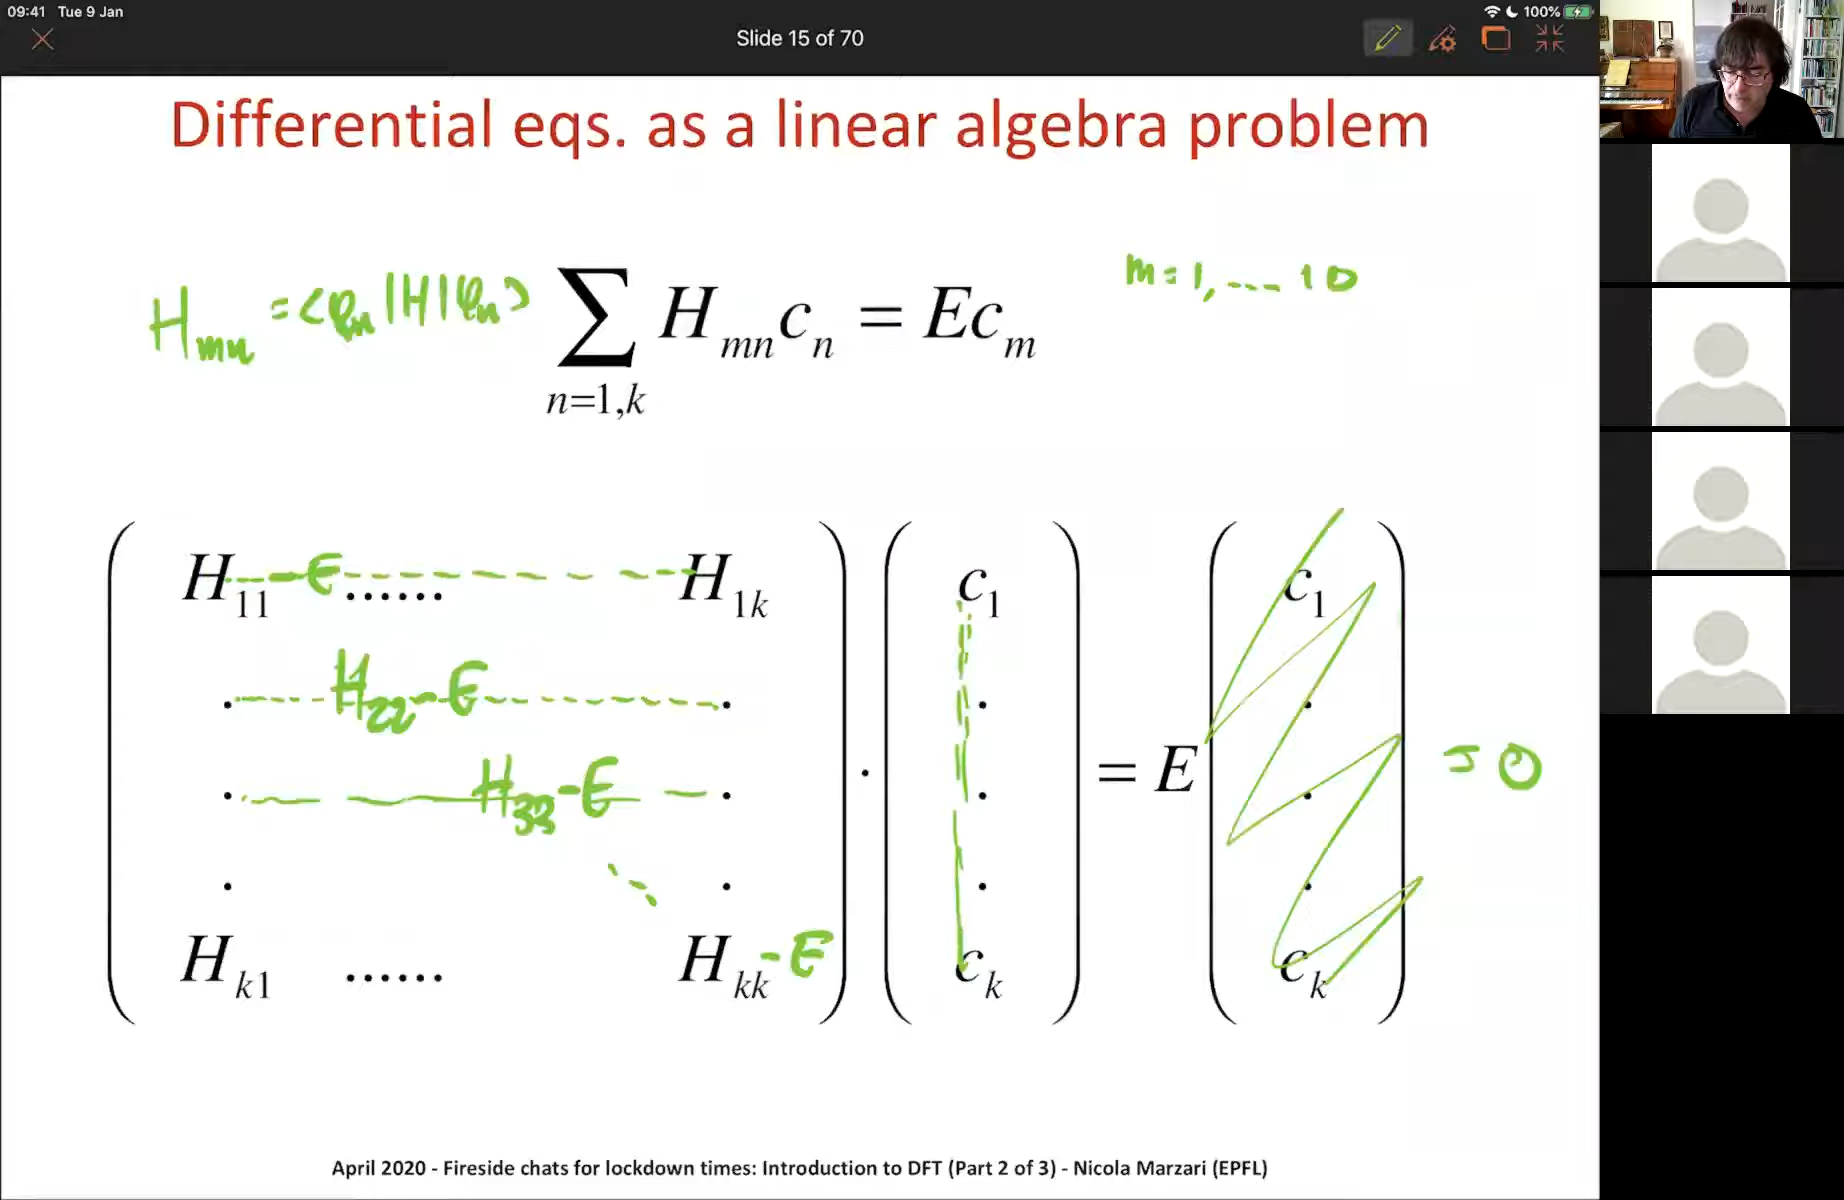 09:41 Tue 9 Jan
100%
Slide 15 of 70
Differential eqs. as a linear algebra problem
H_mn = <φ_m|H|φ_n> ∑_{n=1,k} H_mn c_n = E c_m m = 1, .... 10
H_11 - E ...... H_1k c_1 c_1
. H_22 - E . . .
. H_33 - E . · . = E . = 0
. . . .
H_k1 ...... H_kk - E c_k c_k
April 2020 - Fireside chats for lockdown times: Introduction to DFT (Part 2 of 3) - Nicola Marzari (EPFL)